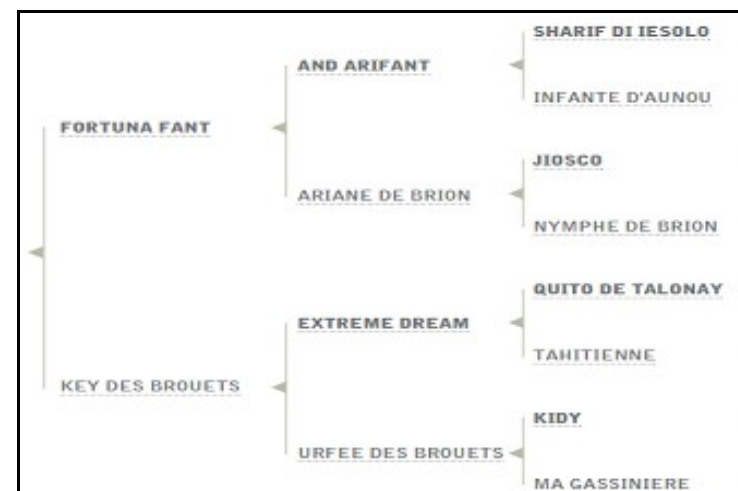 SHARIF DI IESOLO
AND ARIFANT
INFANTE D'AUNOU
FORTUNA FANT
JIOSCO
ARIANE DE BRION
NYMPHE DE BRION
QUITO DE TALONAY
EXTREME DREAM
TAHITIENNE
KEY DES BROUETS
KIDY
URFEE DES BROUETS
MA GASSINIERE